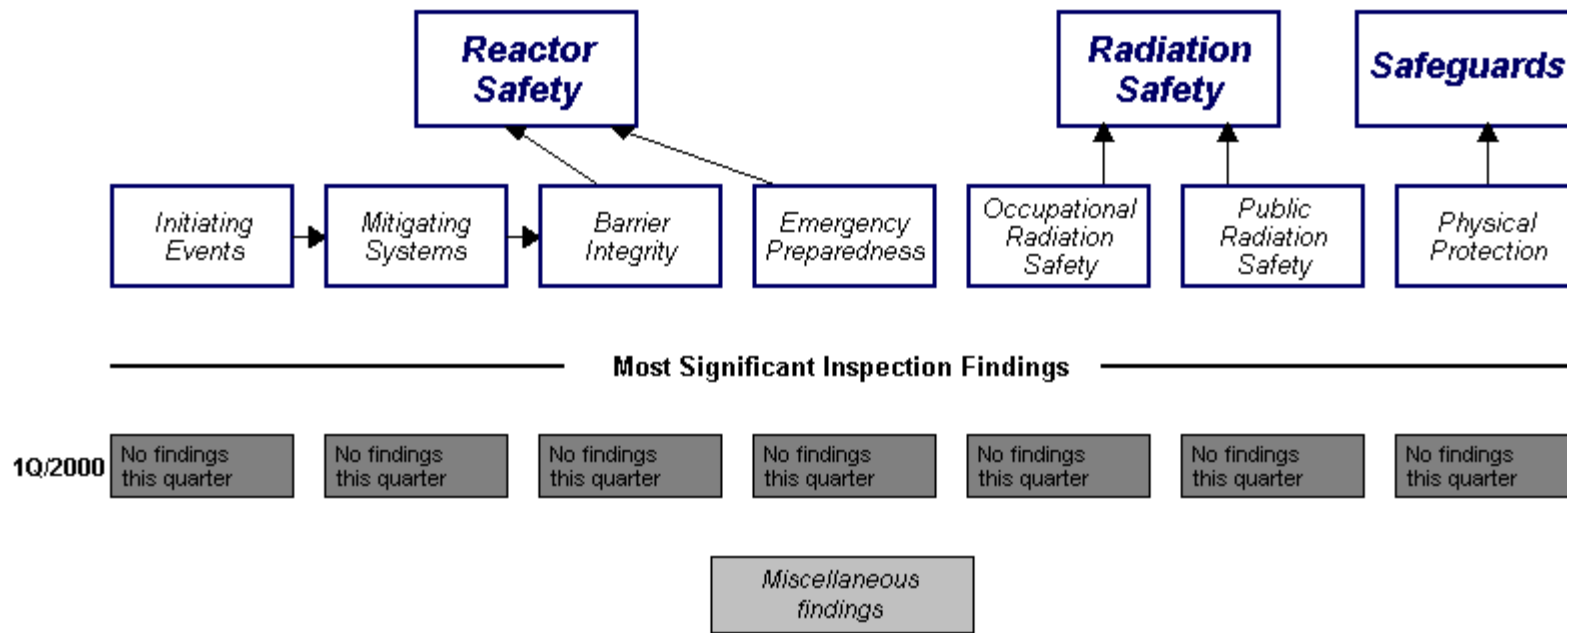 Reactor
Safety
Radiation
Safety
Safeguards
Initiating
Events
Mitigating
Systems
Barrier
Integrity
Emergency
Preparedness
Occupational
Radiation
Safety
Public
Radiation
Safety
Physical
Protection
Most Significant Inspection Findings
1Q/2000
No findings
this quarter
No findings
this quarter
No findings
this quarter
No findings
this quarter
No findings
this quarter
No findings
this quarter
No findings
this quarter
Miscellaneous
findings